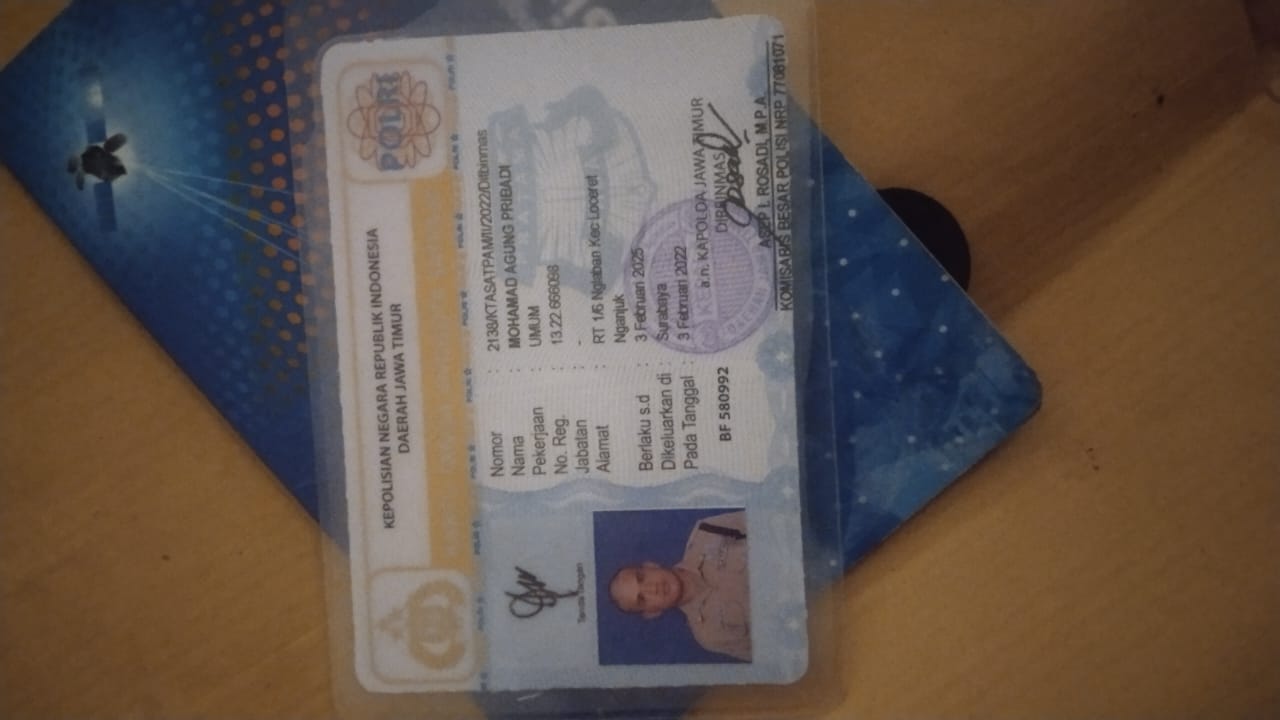 KEPOLISIAN NEGARA REPUBLIK INDONESIA
DAERAH JAWA TIMUR
POLRI
Nomor : 2138/KTASATPAM/II/2022/Ditbinmas
Nama : MOHAMAD AGUNG PRIBADI
Pekerjaan : UMUM
No. Reg. : 13.22.666098
Jabatan : -
Alamat : RT 1/6 Nglaban Kec Loceret
Nganjuk
Berlaku s.d : 3 Februari 2025
Dikeluarkan di : Surabaya
Pada Tanggal : 3 Februari 2022
a.n. KAPOLDA JAWA TIMUR
DIRBINMAS
BF 580992
ASEP I. ROSADI, M.P.A.
KOMISARIS BESAR POLISI NRP 77081071
Tanda Tangan